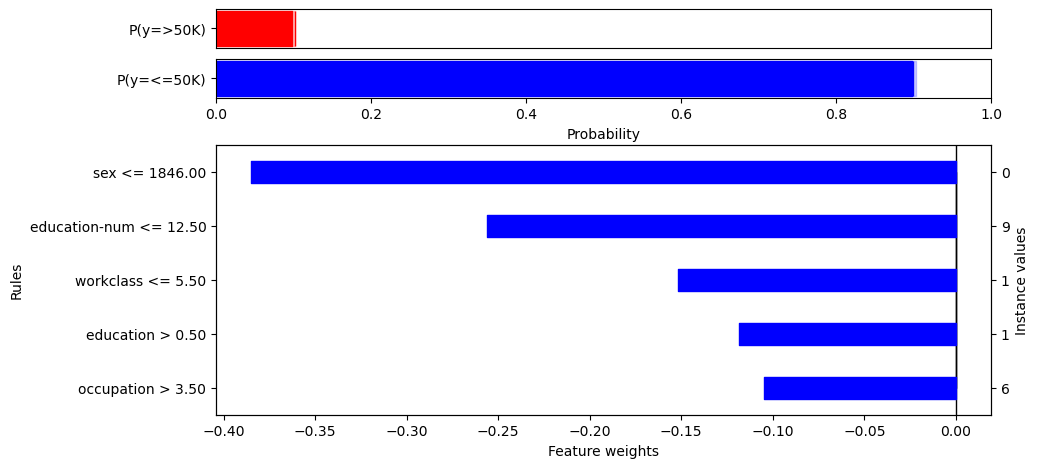 P(y=>50K)
P(y=<=50K)
0.0 0.2 0.4 0.6 0.8 1.0
Probability
sex <= 1846.00 0
education-num <= 12.50 9
workclass <= 5.50 1
education > 0.50 1
occupation > 3.50 6
Rules
Instance values
−0.40 −0.35 −0.30 −0.25 −0.20 −0.15 −0.10 −0.05 0.00
Feature weights